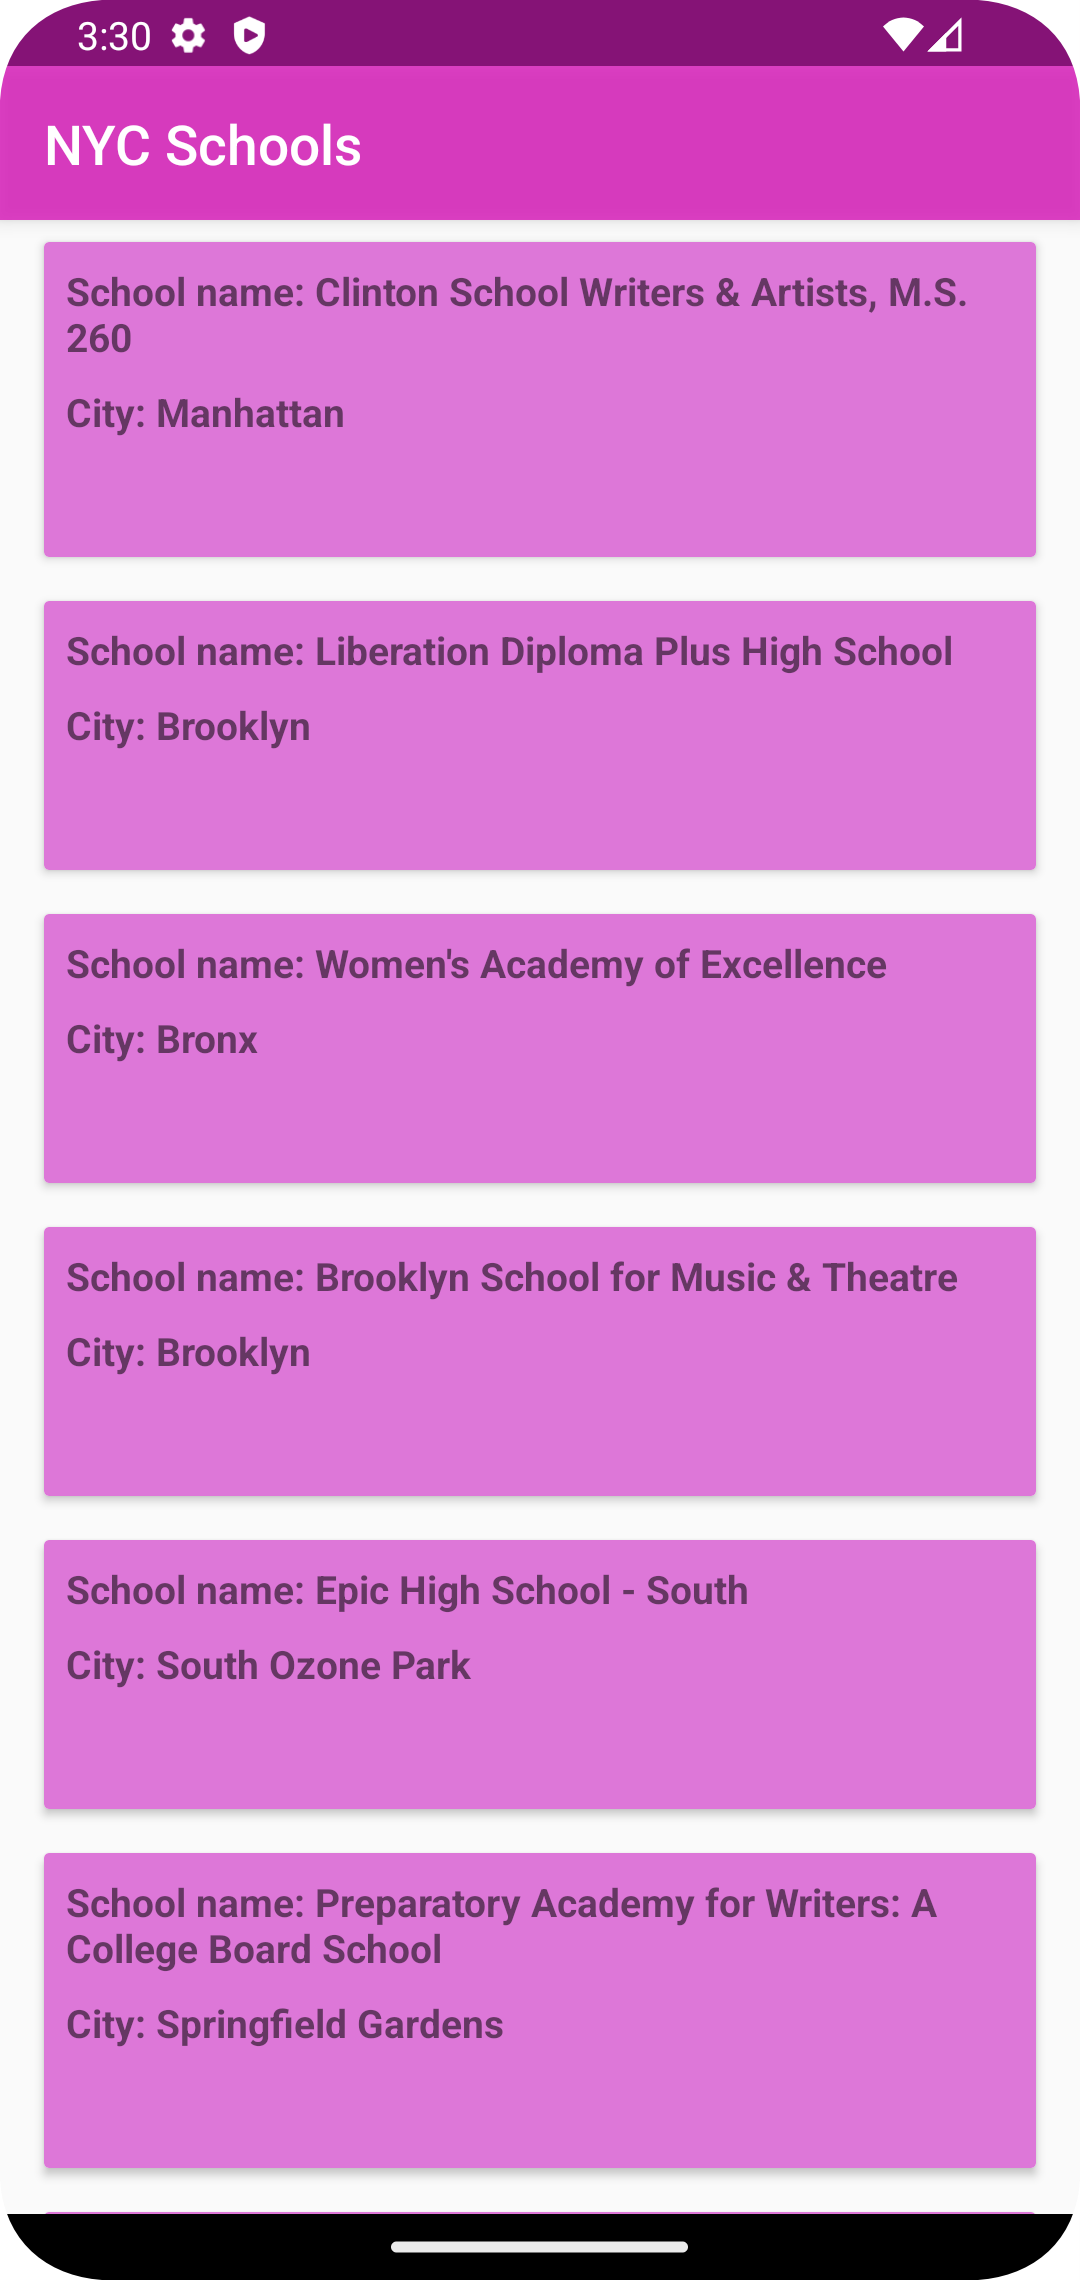 3:30
NYC Schools
School name: Clinton School Writers & Artists, M.S.
260
City: Manhattan
School name: Liberation Diploma Plus High School
City: Brooklyn
School name: Women's Academy of Excellence
City: Bronx
School name: Brooklyn School for Music & Theatre
City: Brooklyn
School name: Epic High School - South
City: South Ozone Park
School name: Preparatory Academy for Writers: A
College Board School
City: Springfield Gardens